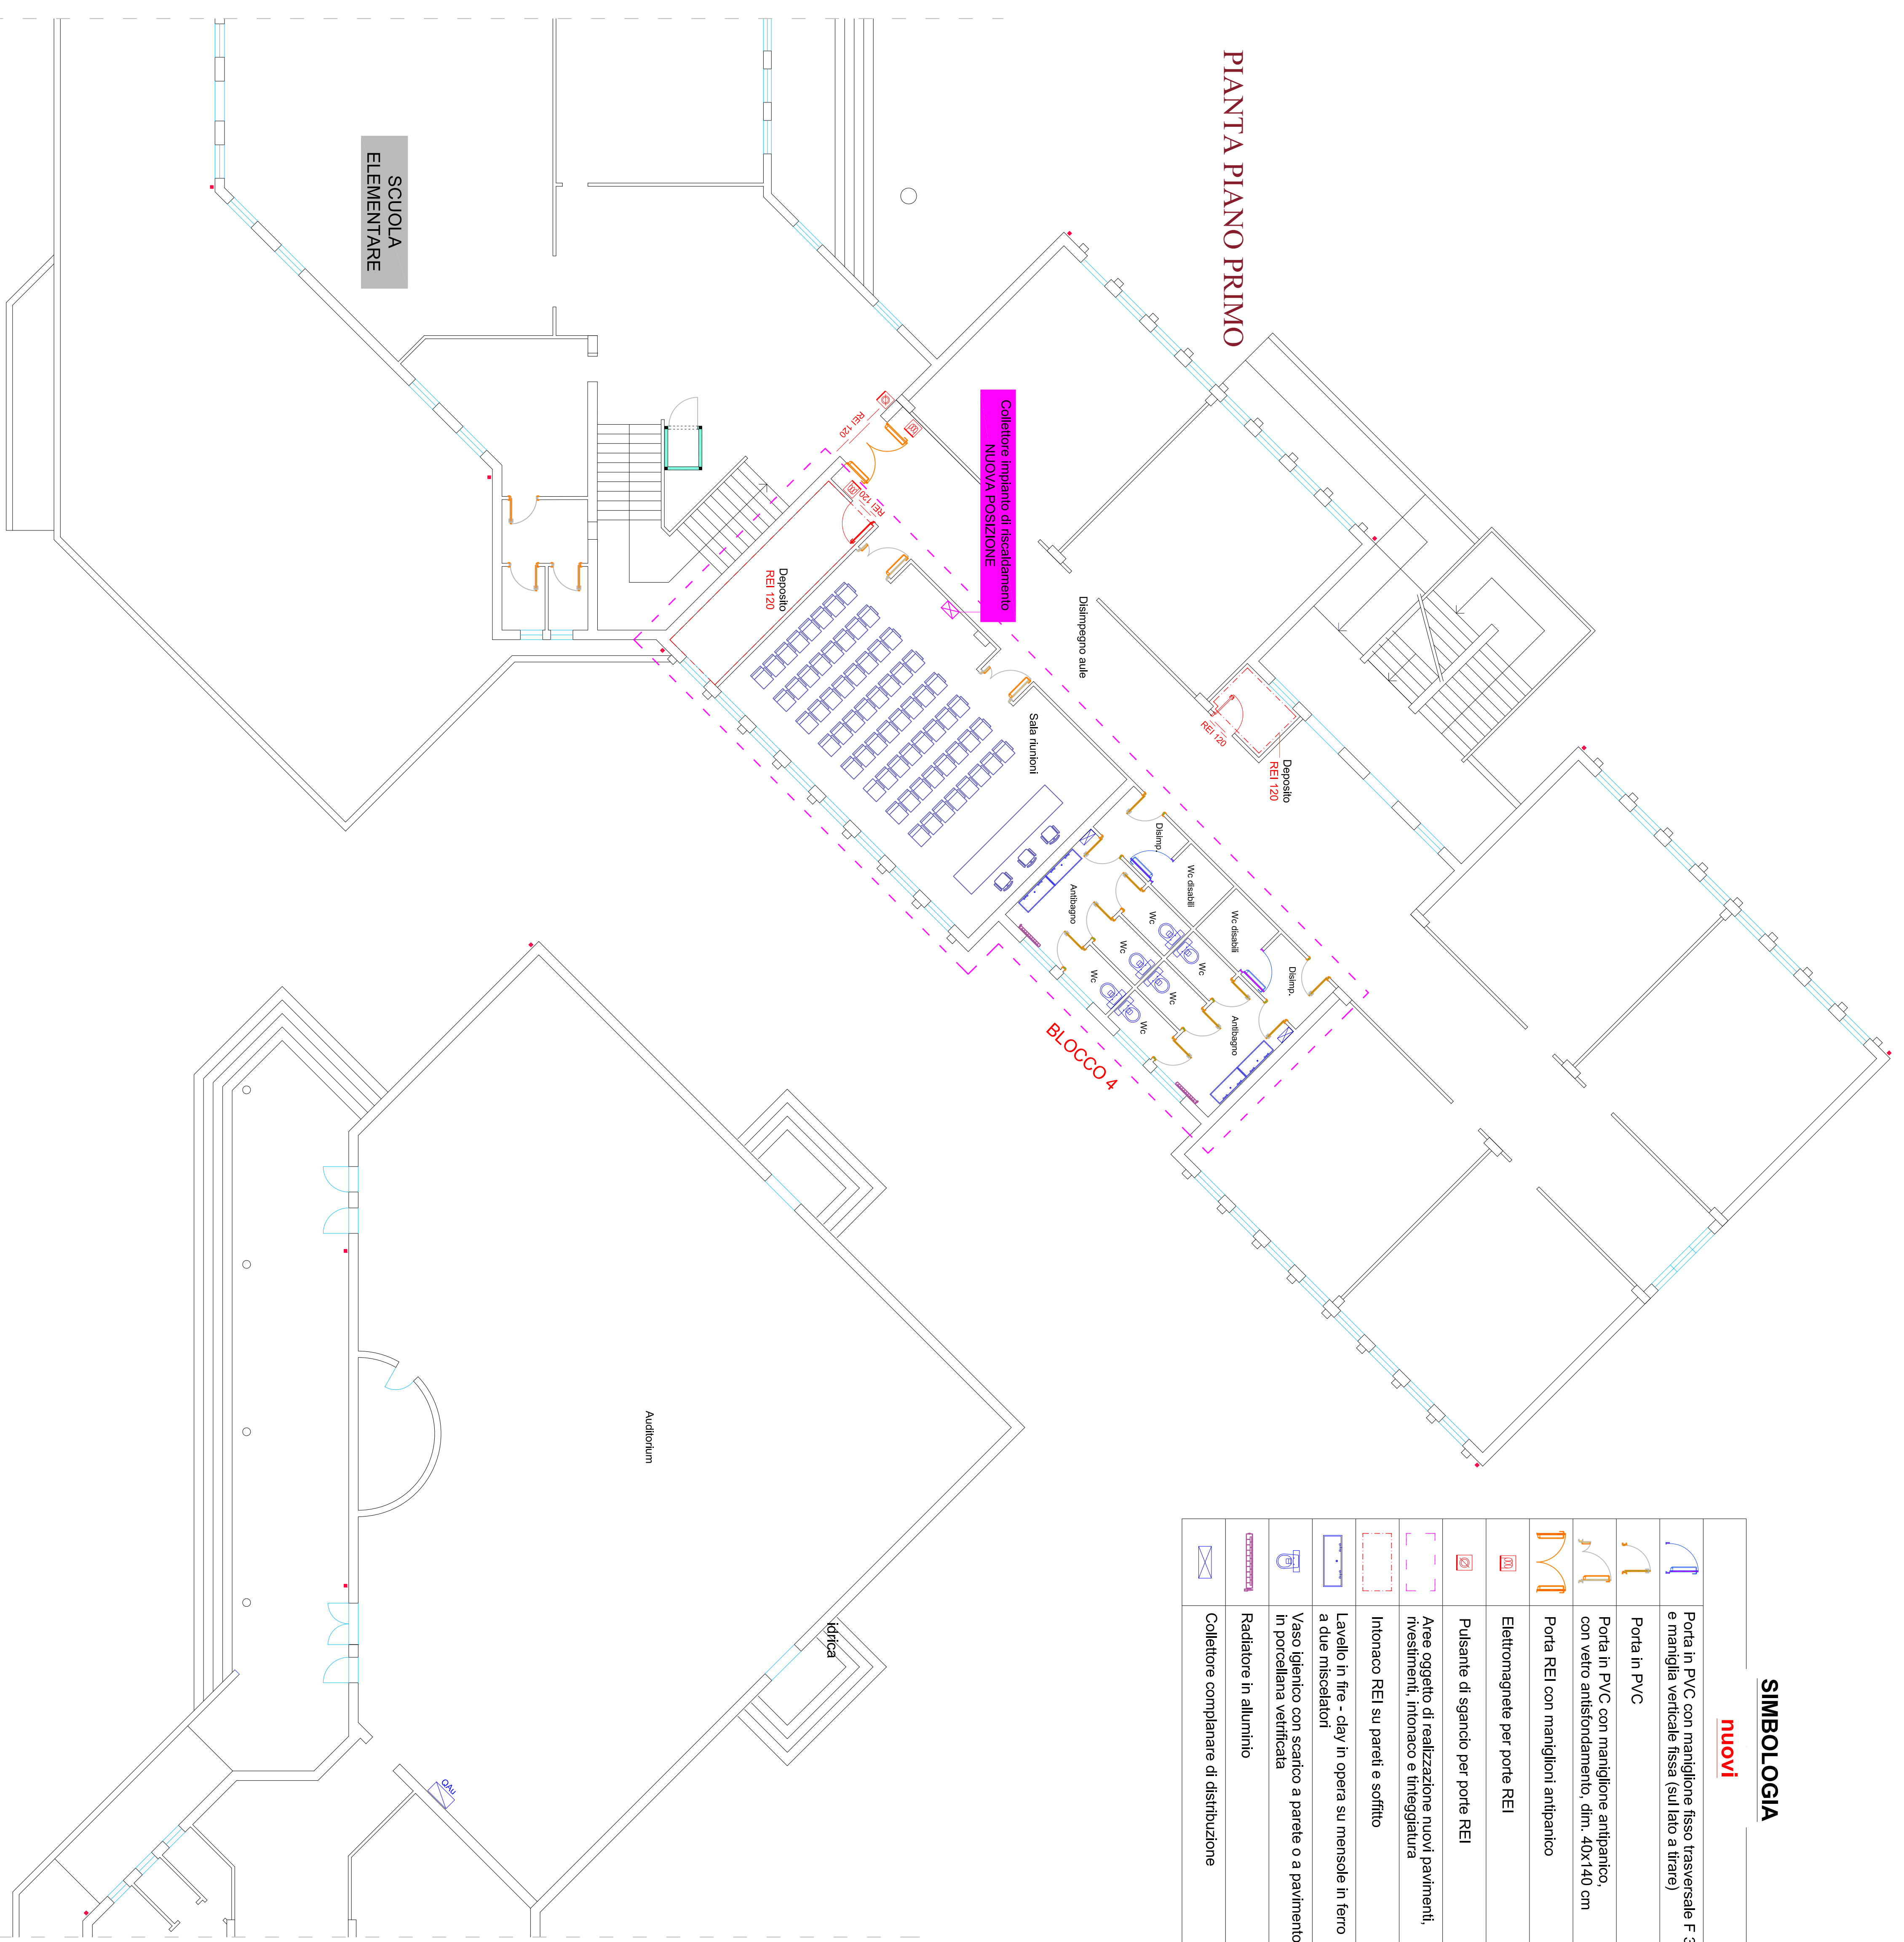 PIANTA PIANO PRIMO
SCUOLA
ELEMENTARE
Collettore impianto di riscaldamento
NUOVA POSIZIONE
REI 120
REI 120
Deposito
REI 120
Disimpegno aule
Sala riunioni
REI 120
Deposito
REI 120
Disimp.
Wc disabili
Wc disabili
Disimp.
Antibagno
Wc
Wc
Wc
Wc
Wc
Wc
Antibagno
BLOCCO 4
Auditorium
idrica
QAu
SIMBOLOGIA
nuovi
Porta in PVC con maniglione fisso trasversale F 3
e maniglia verticale fissa (sul lato a tirare)
Porta in PVC
Porta in PVC con maniglione antipanico,
con vetro antisfondamento, dim. 40x140 cm
Porta REI con maniglioni antipanico
Elettromagnete per porte REI
Pulsante di sgancio per porte REI
Aree oggetto di realizzazione nuovi pavimenti,
rivestimenti, intonaco e tinteggiatura
Intonaco REI su pareti e soffitto
Lavello in fire - clay in opera su mensole in ferro
a due miscelatori
Vaso igienico con scarico a parete o a pavimento
in porcellana vetrificata
Radiatore in alluminio
Collettore complanare di distribuzione